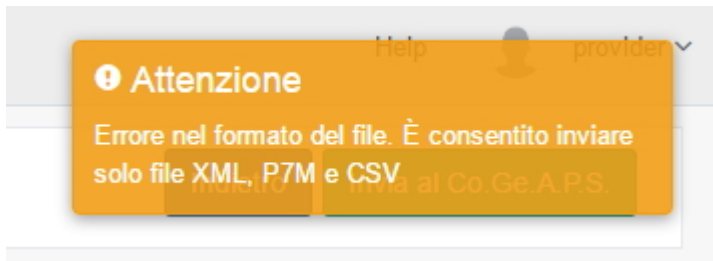 Help provider
Attenzione
Errore nel formato del file. È consentito inviare
solo file XML, P7M e CSV
Indietro Invia al Co.Ge.A.P.S.